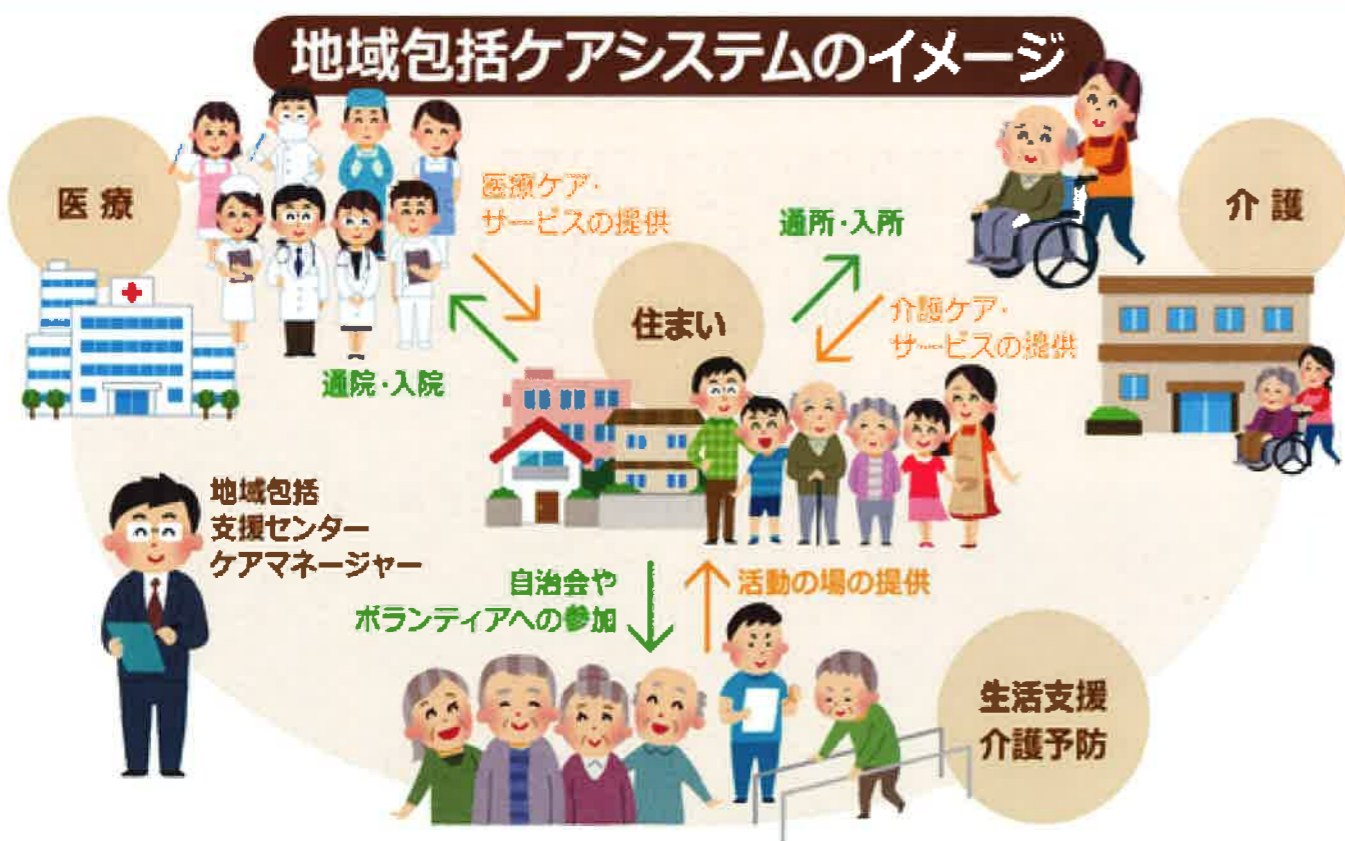 地域包括ケアシステムのイメージ
医療
医療ケア・
サービスの提供
通所・入所
介護
住まい
介護ケア・
サービスの提供
通院・入院
地域包括
支援センター
ケアマネージャー
自治会や
ボランティアへの参加
活動の場の提供
生活支援
介護予防